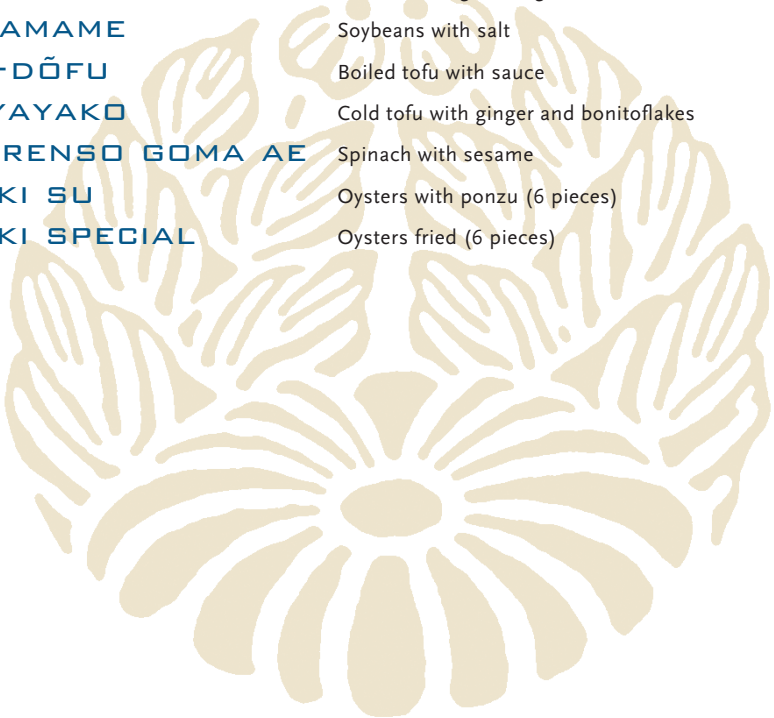 AMAME Soybeans with salt
-DÕFU Boiled tofu with sauce
YAYAKO Cold tofu with ginger and bonitoflakes
RENSO GOMA AE Spinach with sesame
KI SU Oysters with ponzu (6 pieces)
KI SPECIAL Oysters fried (6 pieces)